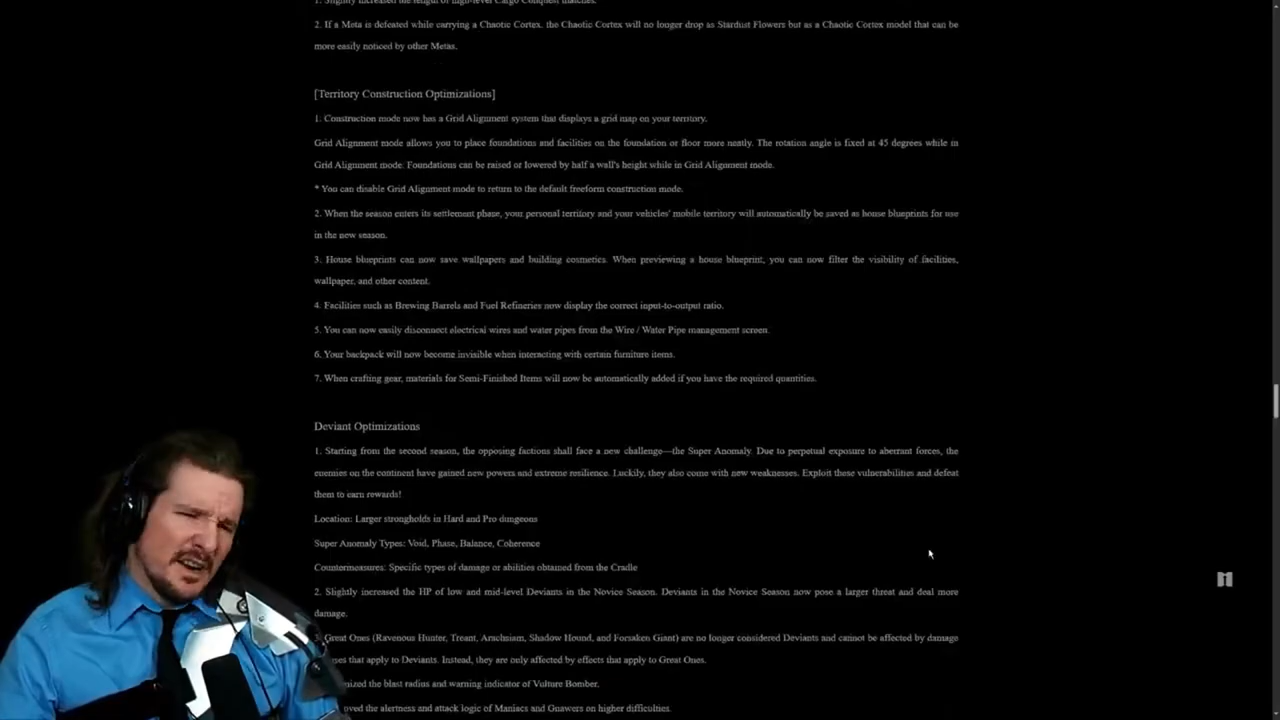 1. Slightly increased the length of high-level Cargo Conquest matches.
2. If a Meta is defeated while carrying a Chaotic Cortex, the Chaotic Cortex will no longer drop as Stardust Flowers but as a Chaotic Cortex model that can be
more easily noticed by other Metas.
[Territory Construction Optimizations]
1. Construction mode now has a Grid Alignment system that displays a grid map on your territory.
Grid Alignment mode allows you to place foundations and facilities on the foundation or floor more neatly. The rotation angle is fixed at 45 degrees while in
Grid Alignment mode. Foundations can be raised or lowered by half a wall's height while in Grid Alignment mode.
* You can disable Grid Alignment mode to return to the default freeform construction mode.
2. When the season enters its settlement phase, your personal territory and your vehicles' mobile territory will automatically be saved as house blueprints for use
in the new season.
3. House blueprints can now save wallpapers and building cosmetics. When previewing a house blueprint, you can now filter the visibility of facilities,
wallpaper, and other content.
4. Facilities such as Brewing Barrels and Fuel Refineries now display the correct input-to-output ratio.
5. You can now easily disconnect electrical wires and water pipes from the Wire / Water Pipe management screen.
6. Your backpack will now become invisible when interacting with certain furniture items.
7. When crafting gear, materials for Semi-Finished Items will now be automatically added if you have the required quantities.
Deviant Optimizations
1. Starting from the second season, the opposing factions shall face a new challenge—the Super Anomaly. Due to perpetual exposure to aberrant forces, the
enemies on the continent have gained new powers and extreme resilience. Luckily, they also come with new weaknesses. Exploit these vulnerabilities and defeat
them to earn rewards!
Location: Larger strongholds in Hard and Pro dungeons
Super Anomaly Types: Void, Phase, Balance, Coherence
Countermeasures: Specific types of damage or abilities obtained from the Cradle
2. Slightly increased the HP of low and mid-level Deviants in the Novice Season. Deviants in the Novice Season now pose a larger threat and deal more
damage.
3. Great Ones (Ravenous Hunter, Treant, Arachsiam, Shadow Hound, and Forsaken Giant) are no longer considered Deviants and cannot be affected by damage
that apply to Deviants. Instead, they are only affected by effects that apply to Great Ones.
the blast radius and warning indicator of Vulture Bomber.
the alertness and attack logic of Maniacs and Gnawers on higher difficulties.